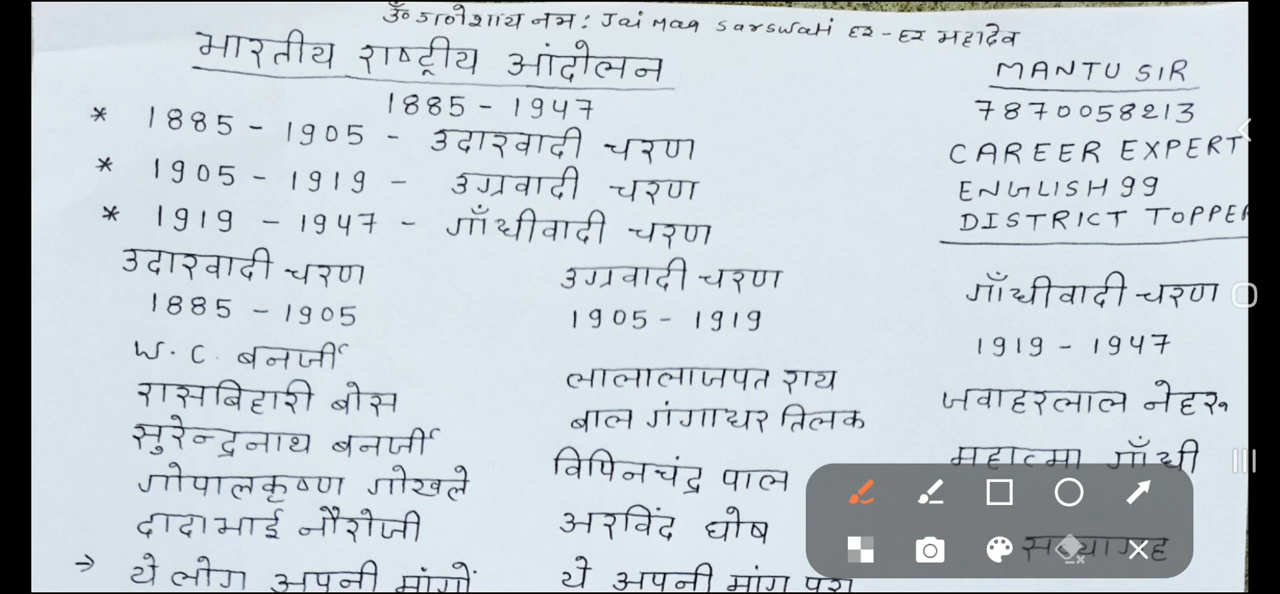 ॐ गणेशाय नमः Jai Maa Sarswati हर-हर महादेव
भारतीय राष्ट्रीय आंदोलन
1885 - 1947
* 1885 - 1905 - उदारवादी चरण
* 1905 - 1919 - उग्रवादी चरण
* 1919 - 1947 - गाँधीवादी चरण
MANTU SIR
7870058213
CAREER EXPERT
ENGLISH 99
DISTRICT TOPPER
उदारवादी चरण
1885 - 1905
W. C. बनर्जी
रासबिहारी बोस
सुरेन्द्रनाथ बनर्जी
गोपालकृष्ण गोखले
दादाभाई नौरोजी
→ ये लोग अपनी मांगों
उग्रवादी चरण
1905 - 1919
लाला लाजपत राय
बाल गंगाधर तिलक
विपिनचंद्र पाल
अरविंद घोष
ये अपनी मांग
गाँधीवादी चरण
1919 - 1947
जवाहरलाल नेहरू
महात्मा गाँधी
सत्याग्रह